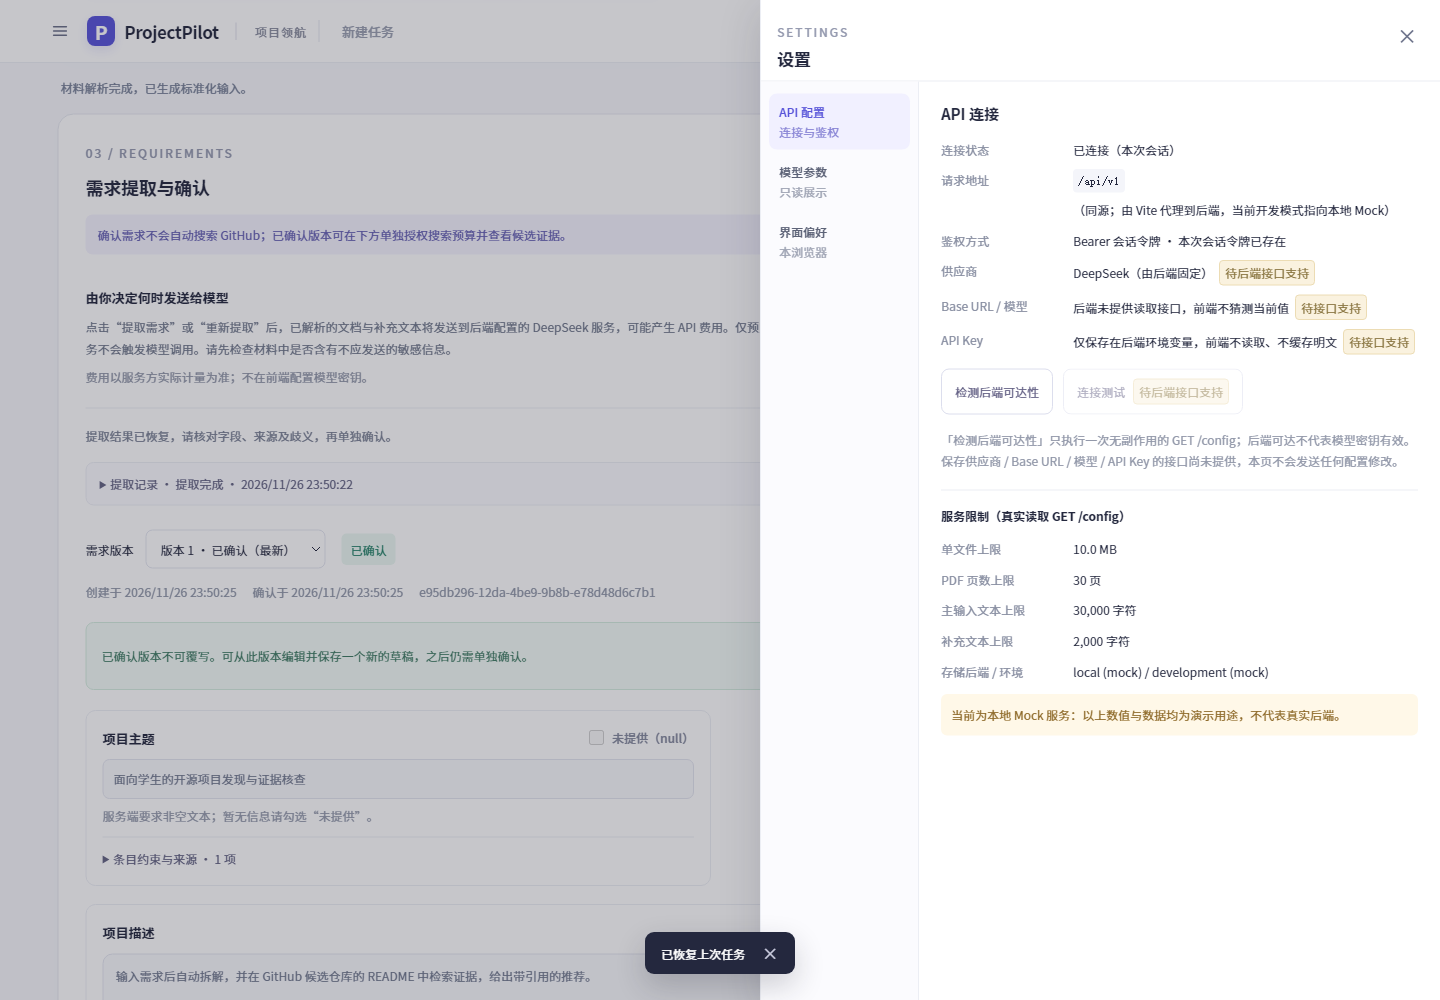 P ProjectPilot 项目领航 新建任务
材料解析完成，已生成标准化输入。
03 / REQUIREMENTS
需求提取与确认
确认需求不会自动搜索 GitHub；已确认版本可在下方单独授权搜索预算并查看候选证据。
由你决定何时发送给模型
点击“提取需求”或“重新提取”后，已解析的文档与补充文本将发送到后端配置的 DeepSeek 服务，可能产生 API 费用。仅预
务不会触发模型调用。请先检查材料中是否含有不应发送的敏感信息。
费用以服务方实际计量为准；不在前端配置模型密钥。
提取结果已恢复，请核对字段、来源及歧义，再单独确认。
▶ 提取记录 · 提取完成 · 2026/11/26 23:50:22
需求版本 版本 1 · 已确认（最新） 已确认
创建于 2026/11/26 23:50:25 确认于 2026/11/26 23:50:25 e95db296-12da-4be9-9b8b-e78d48d6c7b1
已确认版本不可覆写。可从此版本编辑并保存一个新的草稿，之后仍需单独确认。
项目主题 未提供（null）
面向学生的开源项目发现与证据核查
服务端要求非空文本；暂无信息请勾选“未提供”。
▶ 条目约束与来源 · 1 项
项目描述
输入需求后自动拆解，并在 GitHub 候选仓库的 README 中检索证据，给出带引用的推荐。
已恢复上次任务
SETTINGS
设置
API 配置
连接与鉴权
模型参数
只读展示
界面偏好
本浏览器
API 连接
连接状态 已连接（本次会话）
请求地址 /api/v1
（同源；由 Vite 代理到后端，当前开发模式指向本地 Mock）
鉴权方式 Bearer 会话令牌 · 本次会话令牌已存在
供应商 DeepSeek（由后端固定） 待后端接口支持
Base URL / 模型 后端未提供读取接口，前端不猜测当前值 待接口支持
API Key 仅保存在后端环境变量，前端不读取、不缓存明文 待接口支持
检测后端可达性 连接测试 待后端接口支持
「检测后端可达性」只执行一次无副作用的 GET /config；后端可达不代表模型密钥有效。
保存供应商 / Base URL / 模型 / API Key 的接口尚未提供，本页不会发送任何配置修改。
服务限制（真实读取 GET /config）
单文件上限 10.0 MB
PDF 页数上限 30 页
主输入文本上限 30,000 字符
补充文本上限 2,000 字符
存储后端 / 环境 local (mock) / development (mock)
当前为本地 Mock 服务：以上数值与数据均为演示用途，不代表真实后端。